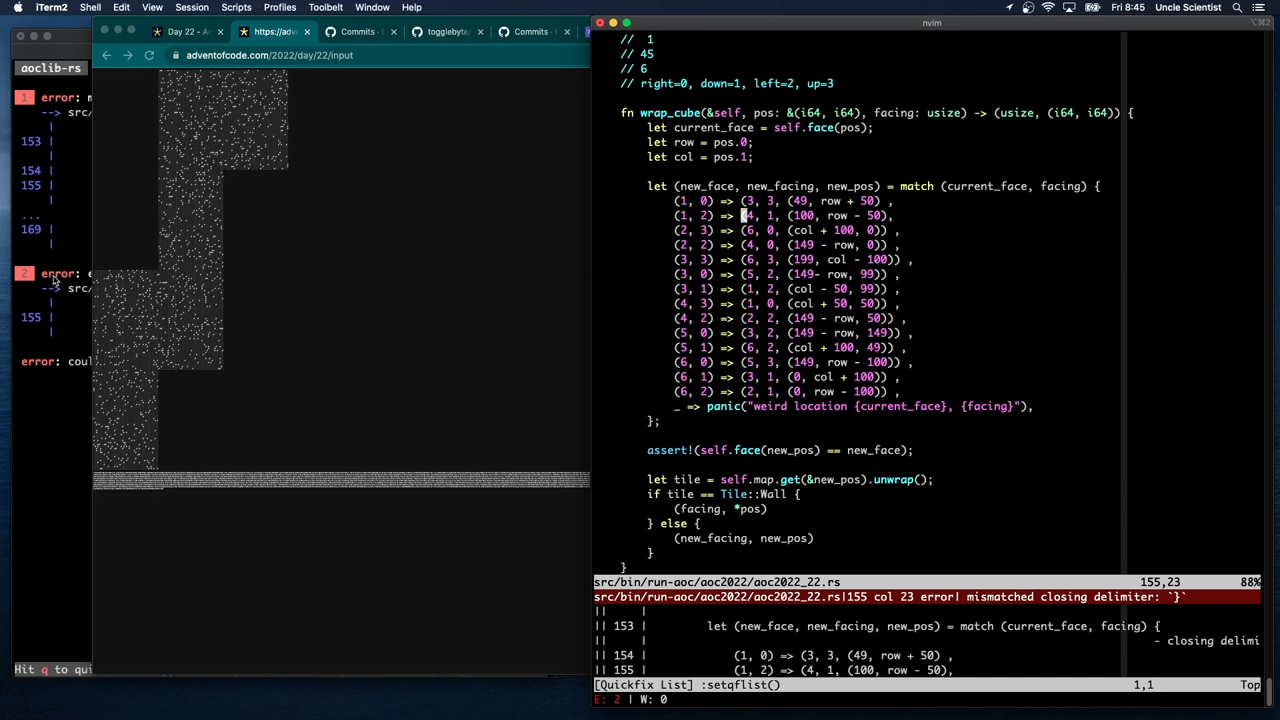 iTerm2 Shell Edit View Session Scripts Profiles Toolbelt Window Help Fri 8:45 Uncle Scientist
nvim ⌥⌘2
Day 22 - A https://adve Commits - togglebyte/ Commits -
adventofcode.com/2022/day/22/input
aoclib-rs
1 error:
--> src/
153 |
154 |
155 |
...
169 |
2 error:
--> src/
155 |
error: coul
Hit q to qui
// 1
// 45
// 6
// right=0, down=1, left=2, up=3
fn wrap_cube(&self, pos: &(i64, i64), facing: usize) -> (usize, (i64, i64)) {
let current_face = self.face(pos);
let row = pos.0;
let col = pos.1;
let (new_face, new_facing, new_pos) = match (current_face, facing) {
(1, 0) => (3, 3, (49, row + 50) ,
(1, 2) => (4, 1, (100, row - 50),
(2, 3) => (6, 0, (col + 100, 0)) ,
(2, 2) => (4, 0, (149 - row, 0)) ,
(3, 3) => (6, 3, (199, col - 100)) ,
(3, 0) => (5, 2, (149- row, 99)) ,
(3, 1) => (1, 2, (col - 50, 99)) ,
(4, 3) => (1, 0, (col + 50, 50)) ,
(4, 2) => (2, 2, (149 - row, 50)) ,
(5, 0) => (3, 2, (149 - row, 149)) ,
(5, 1) => (6, 2, (col + 100, 49)) ,
(6, 0) => (5, 3, (149, row - 100)) ,
(6, 1) => (3, 1, (0, col + 100)) ,
(6, 2) => (2, 1, (0, row - 100)) ,
_ => panic("weird location {current_face}, {facing}"),
};
assert!(self.face(new_pos) == new_face);
let tile = self.map.get(&new_pos).unwrap();
if tile == Tile::Wall {
(facing, *pos)
} else {
(new_facing, new_pos)
}
}
src/bin/run-aoc/aoc2022/aoc2022_22.rs 155,23 88%
src/bin/run-aoc/aoc2022/aoc2022_22.rs|155 col 23 error| mismatched closing delimiter: `}`
|| |
|| 153 | let (new_face, new_facing, new_pos) = match (current_face, facing) {
|| | - closing delimi
|| 154 | (1, 0) => (3, 3, (49, row + 50) ,
|| 155 | (1, 2) => (4, 1, (100, row - 50),
[Quickfix List] :setqflist() 1,1 Top
E: 2 | W: 0